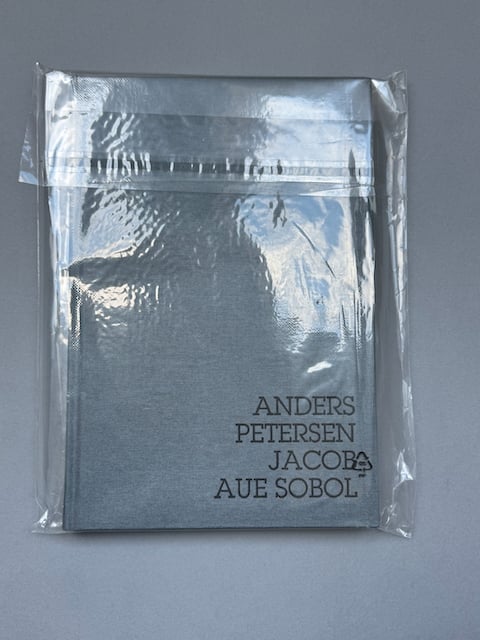 ANDERS
PETERSEN
JACOB
AUE SOBOL